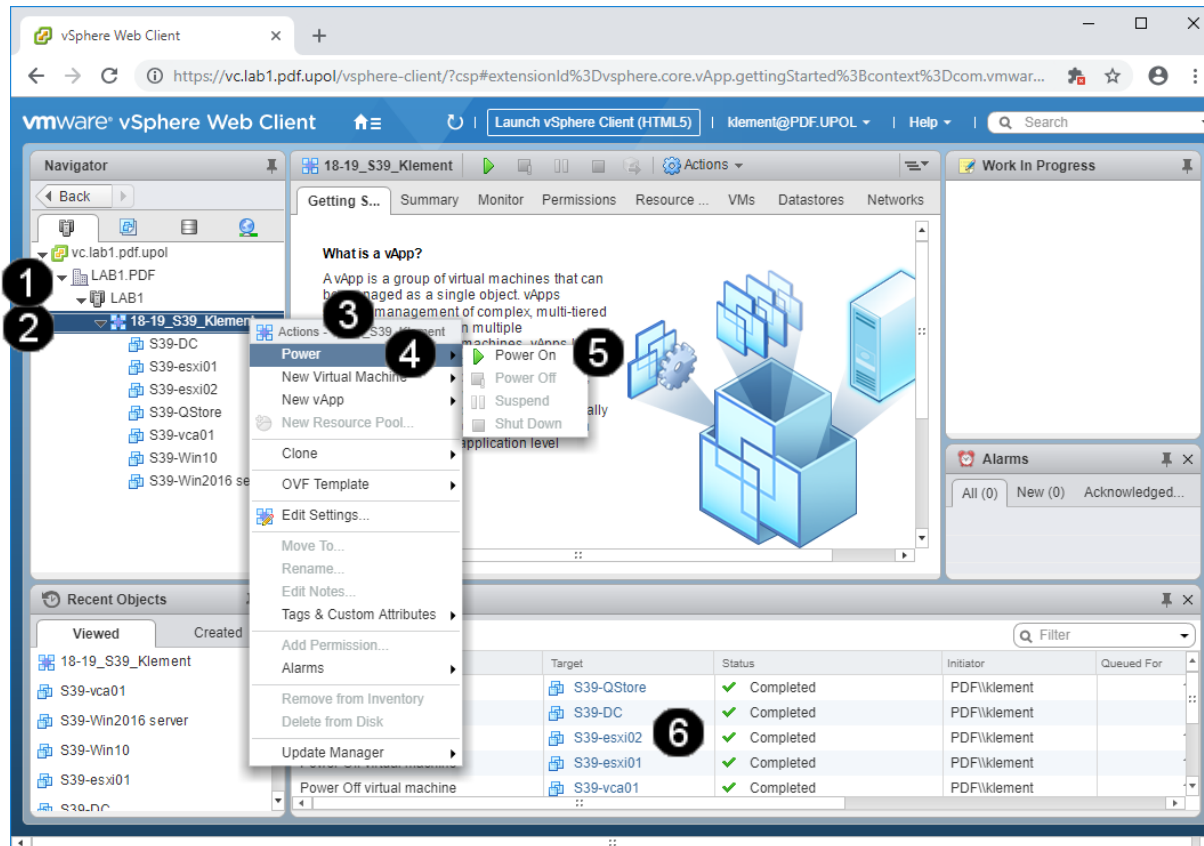 vSphere Web Client
https://vc.lab1.pdf.upol/vsphere-client/?csp#extensionId%3Dvsphere.core.vApp.gettingStarted%3Bcontext%3Dcom.vmwar...
vmware® vSphere Web Client
Launch vSphere Client (HTML5) | klement@PDF.UPOL | Help | Search
Navigator
Back
vc.lab1.pdf.upol
1 LAB1.PDF
LAB1
2 18-19_S39_Klement
S39-DC
S39-esxi01
S39-esxi02
S39-QStore
S39-vca01
S39-Win10
S39-Win2016 se
18-19_S39_Klement Actions
Getting S... Summary Monitor Permissions Resource ... VMs Datastores Networks
What is a vApp?
A vApp is a group of virtual machines that can
managed as a single object. vApps
management of complex, multi-tiered
multiple
machines. vApps
ally
application level
3
Actions - S39_Klement
Power 4
New Virtual Machine
New vApp
New Resource Pool...
Clone
OVF Template
Edit Settings...
Move To...
Rename...
Edit Notes...
Tags & Custom Attributes
Add Permission...
Alarms
Remove from Inventory
Delete from Disk
Update Manager
Power On 5
Power Off
Suspend
Shut Down
Work In Progress
Alarms
All (0) New (0) Acknowledged...
Recent Objects
Viewed Created
18-19_S39_Klement
S39-vca01
S39-Win2016 server
S39-Win10
S39-esxi01
S39-DC
Filter
Target Status Initiator Queued For
S39-QStore Completed PDF\\klement
S39-DC Completed PDF\\klement
S39-esxi02 6 Completed PDF\\klement
S39-esxi01 Completed PDF\\klement
Power Off virtual machine S39-vca01 Completed PDF\\klement